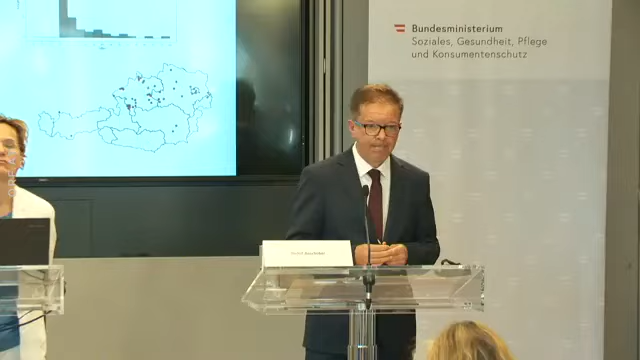 Bundesministerium
Soziales, Gesundheit, Pflege
und Konsumentenschutz